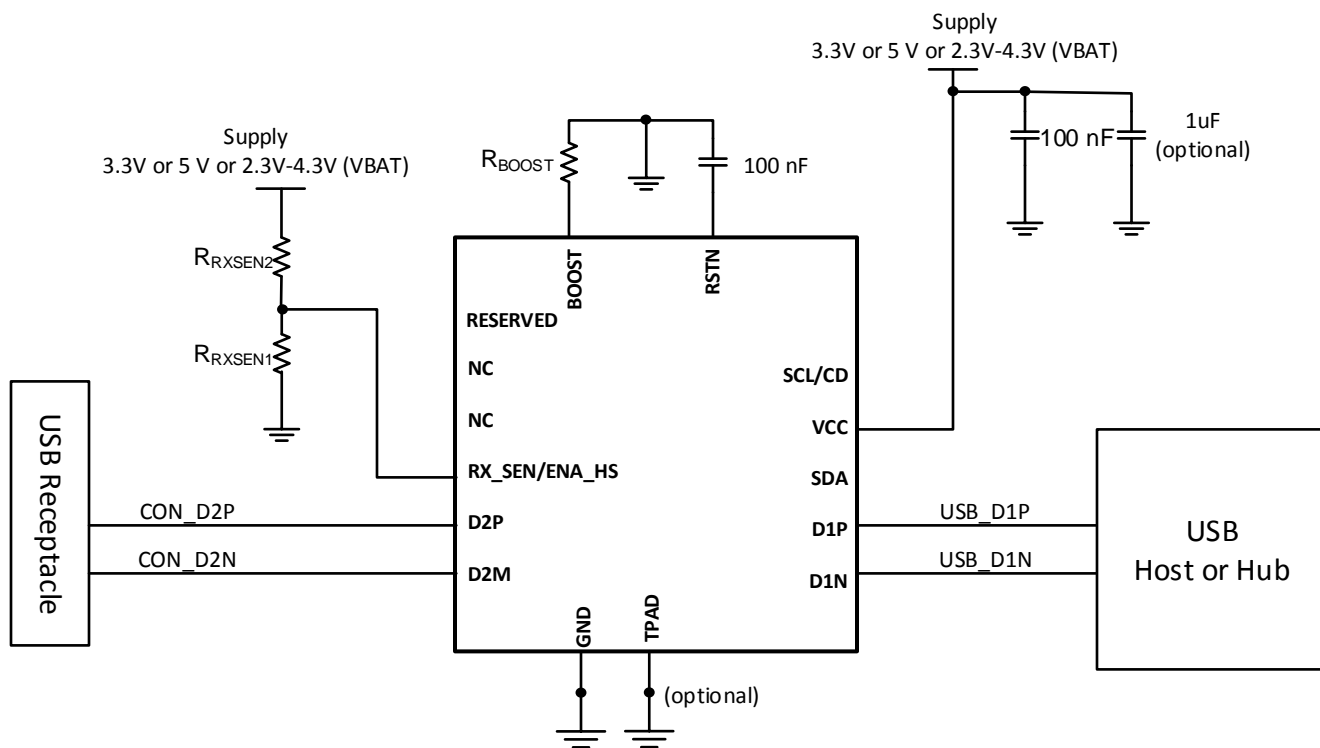 Supply
3.3V or 5 V or 2.3V-4.3V (VBAT)
Supply
3.3V or 5 V or 2.3V-4.3V (VBAT)
RBOOST
100 nF
100 nF
1uF
(optional)
RRXSEN2
RRXSEN1
BOOST
RSTN
RESERVED
NC
NC
RX_SEN/ENA_HS
D2P
D2M
SCL/CD
VCC
SDA
D1P
D1N
GND
TPAD
(optional)
USB Receptacle
CON_D2P
CON_D2N
USB_D1P
USB_D1N
USB
Host or Hub